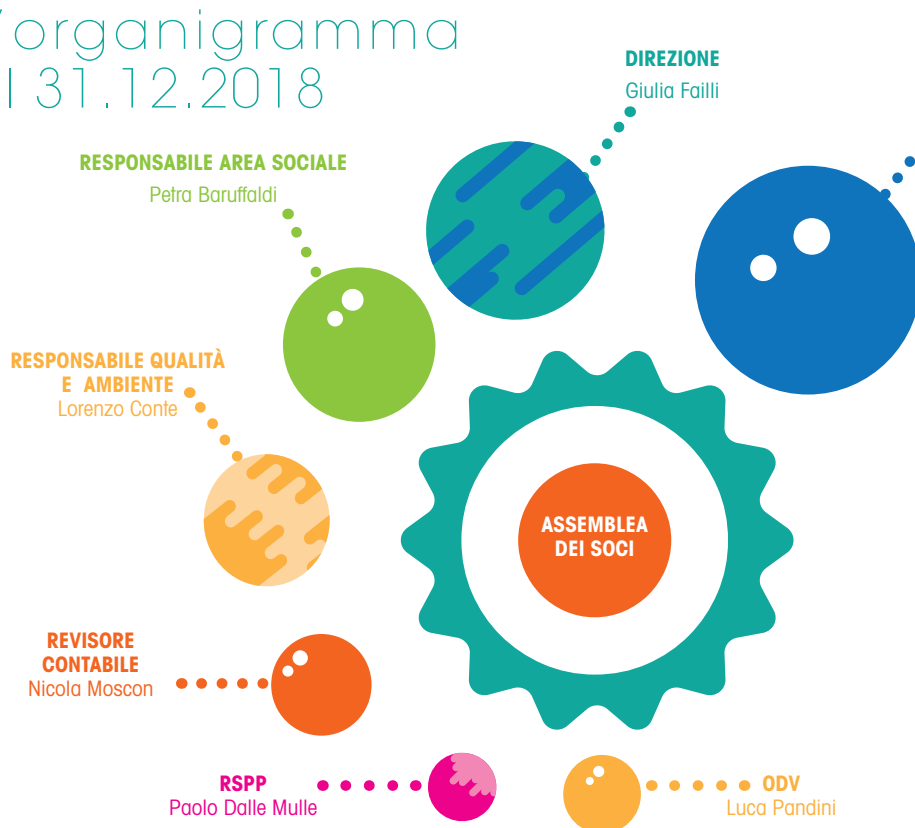 'organigramma
l 31.12.2018
DIREZIONE
Giulia Failli
RESPONSABILE AREA SOCIALE
Petra Baruffaldi
RESPONSABILE QUALITÀ
E AMBIENTE
Lorenzo Conte
ASSEMBLEA
DEI SOCI
REVISORE
CONTABILE
Nicola Moscon
RSPP
Paolo Dalle Mulle
ODV
Luca Pandini